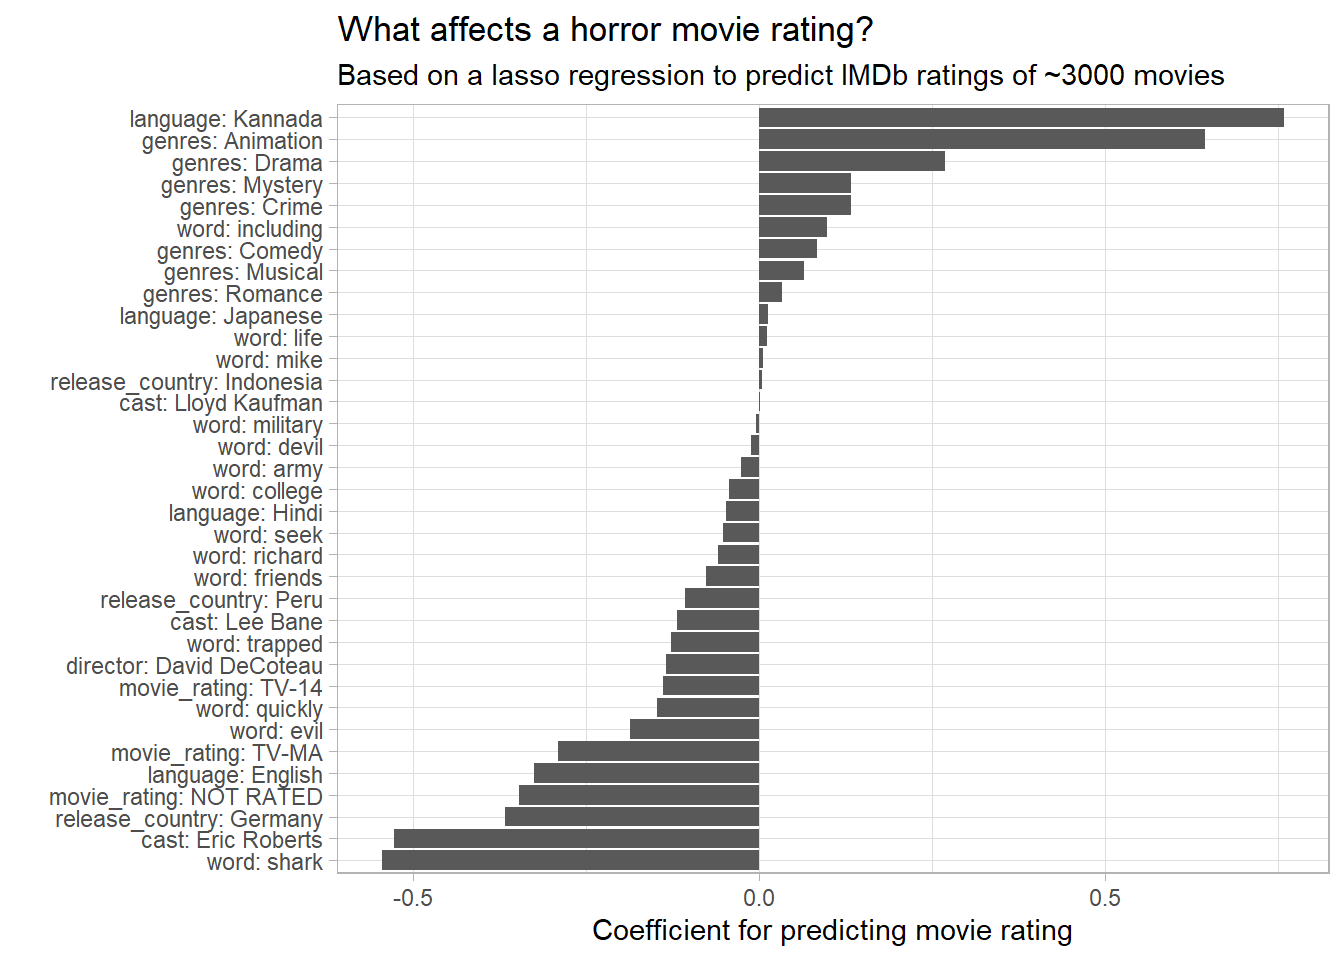 What affects a horror movie rating?
Based on a lasso regression to predict IMDb ratings of ~3000 movies
language: Kannada
genres: Animation
genres: Drama
genres: Mystery
genres: Crime
word: including
genres: Comedy
genres: Musical
genres: Romance
language: Japanese
word: life
word: mike
release_country: Indonesia
cast: Lloyd Kaufman
word: military
word: devil
word: army
word: college
language: Hindi
word: seek
word: richard
word: friends
release_country: Peru
cast: Lee Bane
word: trapped
director: David DeCoteau
movie_rating: TV-14
word: quickly
word: evil
movie_rating: TV-MA
language: English
movie_rating: NOT RATED
release_country: Germany
cast: Eric Roberts
word: shark
-0.5 0.0 0.5
Coefficient for predicting movie rating